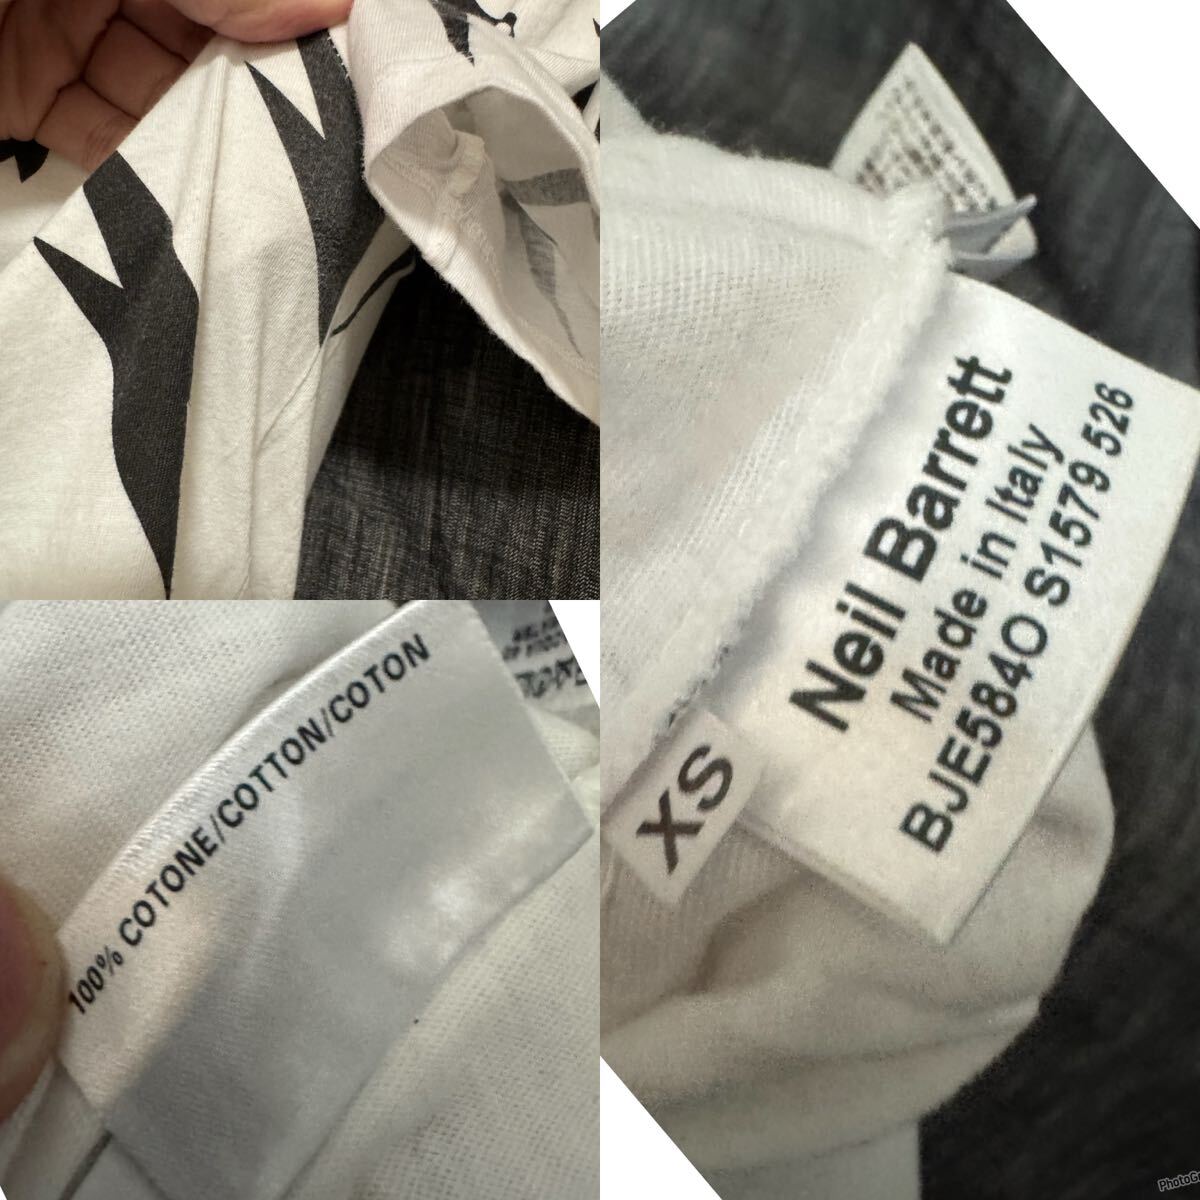 Neil Barrett
Made in Italy
BJE584O S1579 526
XS
100% COTONE/COTTON/COTON